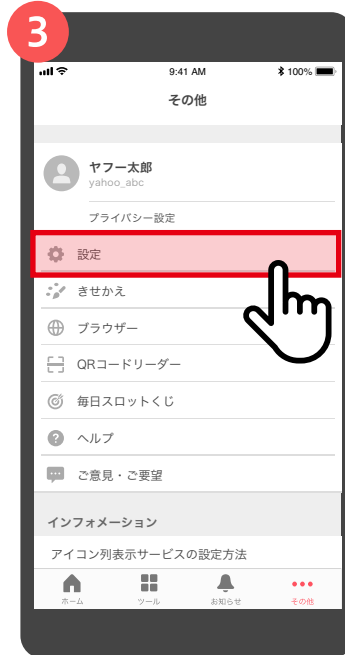 3
9:41 AM
100%
その他
ヤフー太郎
yahoo_abc
プライバシー設定
設定
きせかえ
ブラウザー
QRコードリーダー
毎日スロットくじ
ヘルプ
ご意見・ご要望
インフォメーション
アイコン列表示サービスの設定方法
ホーム
ツール
お知らせ
その他